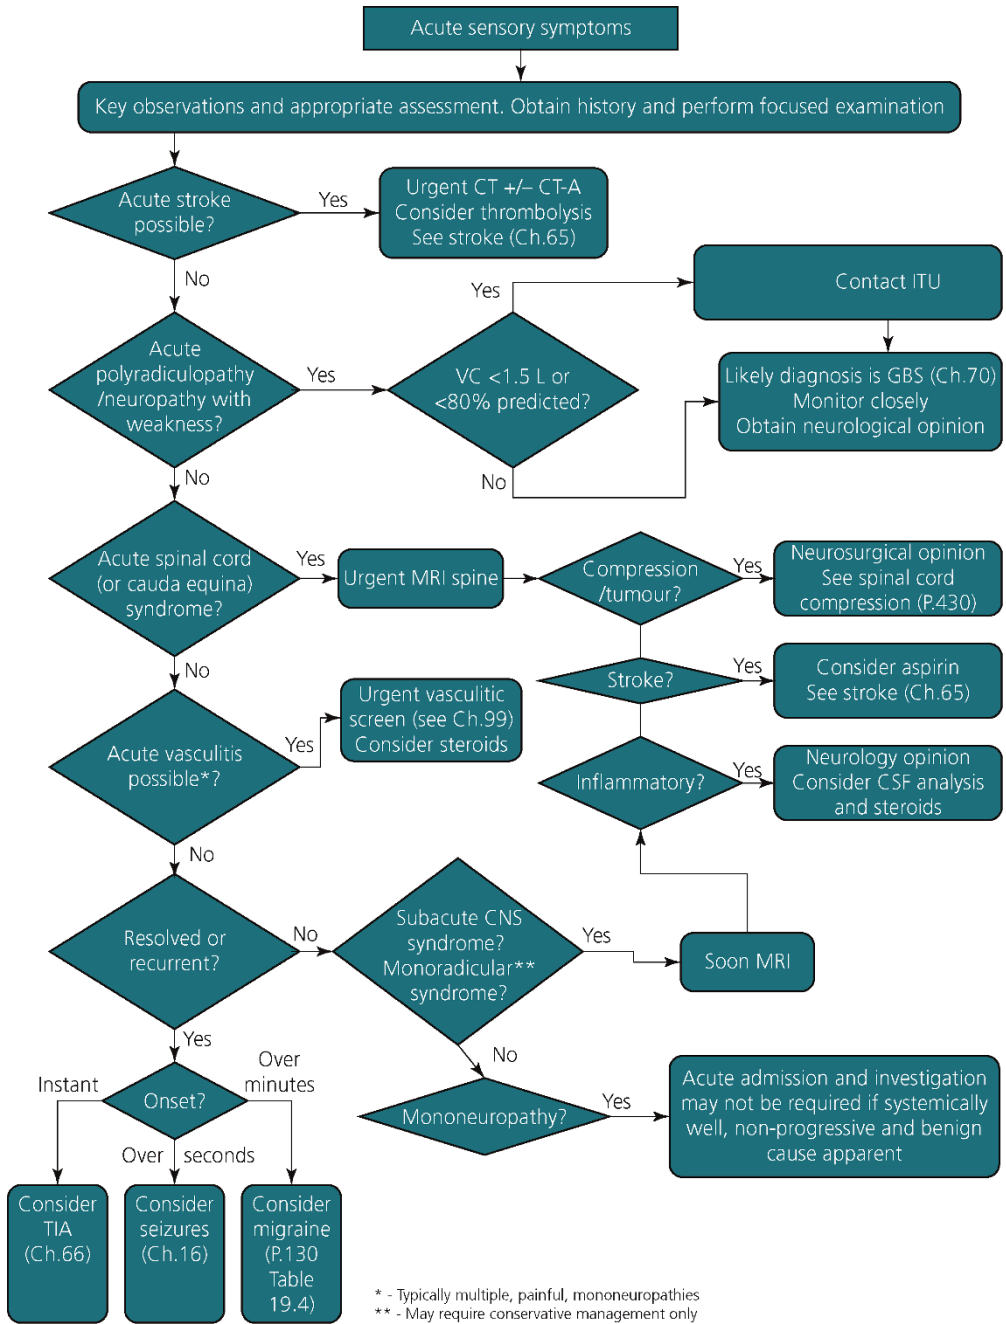 Acute sensory symptoms
Key observations and appropriate assessment. Obtain history and perform focused examination
Acute stroke
possible?
Yes
Urgent CT +/– CT-A
Consider thrombolysis
See stroke (Ch.65)
No
Acute
polyradiculopathy
/neuropathy with
weakness?
Yes
VC <1.5 L or
<80% predicted?
Yes
Contact ITU
No
Likely diagnosis is GBS (Ch.70)
Monitor closely
Obtain neurological opinion
No
Acute spinal cord
(or cauda equina)
syndrome?
Yes
Urgent MRI spine
Compression
/tumour?
Yes
Neurosurgical opinion
See spinal cord
compression (P.430)
Stroke?
Yes
Consider aspirin
See stroke (Ch.65)
Inflammatory?
Yes
Neurology opinion
Consider CSF analysis
and steroids
No
Acute vasculitis
possible*?
Yes
Urgent vasculitic
screen (see Ch.99)
Consider steroids
No
Resolved or
recurrent?
No
Subacute CNS
syndrome?
Monoradicular**
syndrome?
Yes
Soon MRI
No
Mononeuropathy?
Yes
Acute admission and investigation
may not be required if systemically
well, non-progressive and benign
cause apparent
Yes
Onset?
Instant
Over seconds
Over
minutes
Consider
TIA
(Ch.66)
Consider
seizures
(Ch.16)
Consider
migraine
(P.130
Table
19.4)
* - Typically multiple, painful, mononeuropathies
** - May require conservative management only